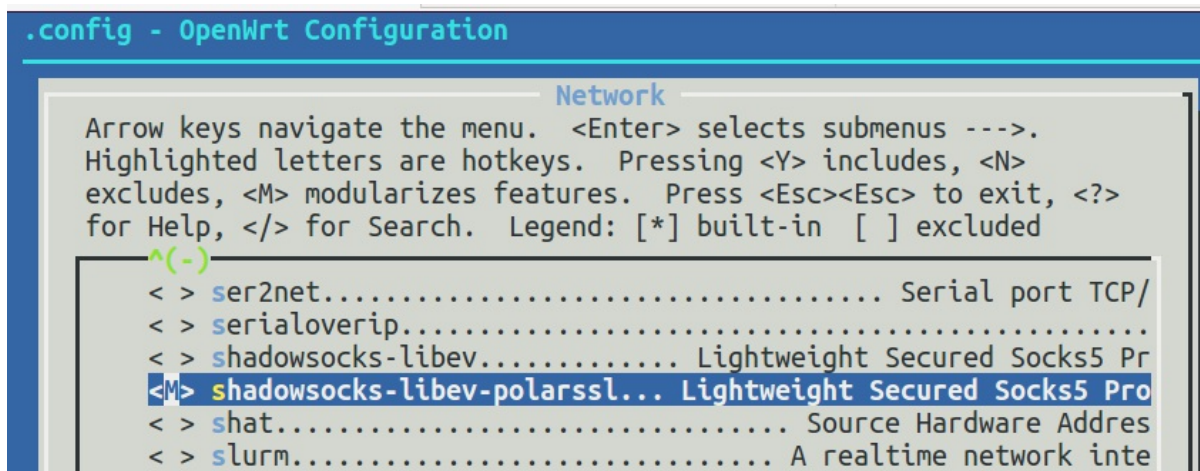 .config - OpenWrt Configuration
Network
Arrow keys navigate the menu.  <Enter> selects submenus --->.
Highlighted letters are hotkeys.  Pressing <Y> includes, <N>
excludes, <M> modularizes features.  Press <Esc><Esc> to exit, <?>
for Help, </> for Search.  Legend: [*] built-in  [ ] excluded
^(-)
< > ser2net.................................... Serial port TCP/
< > serialoverip................................................
< > shadowsocks-libev............. Lightweight Secured Socks5 Pr
<M> shadowsocks-libev-polarssl... Lightweight Secured Socks5 Pro
< > shat................................. Source Hardware Addres
< > slurm............................... A realtime network inte